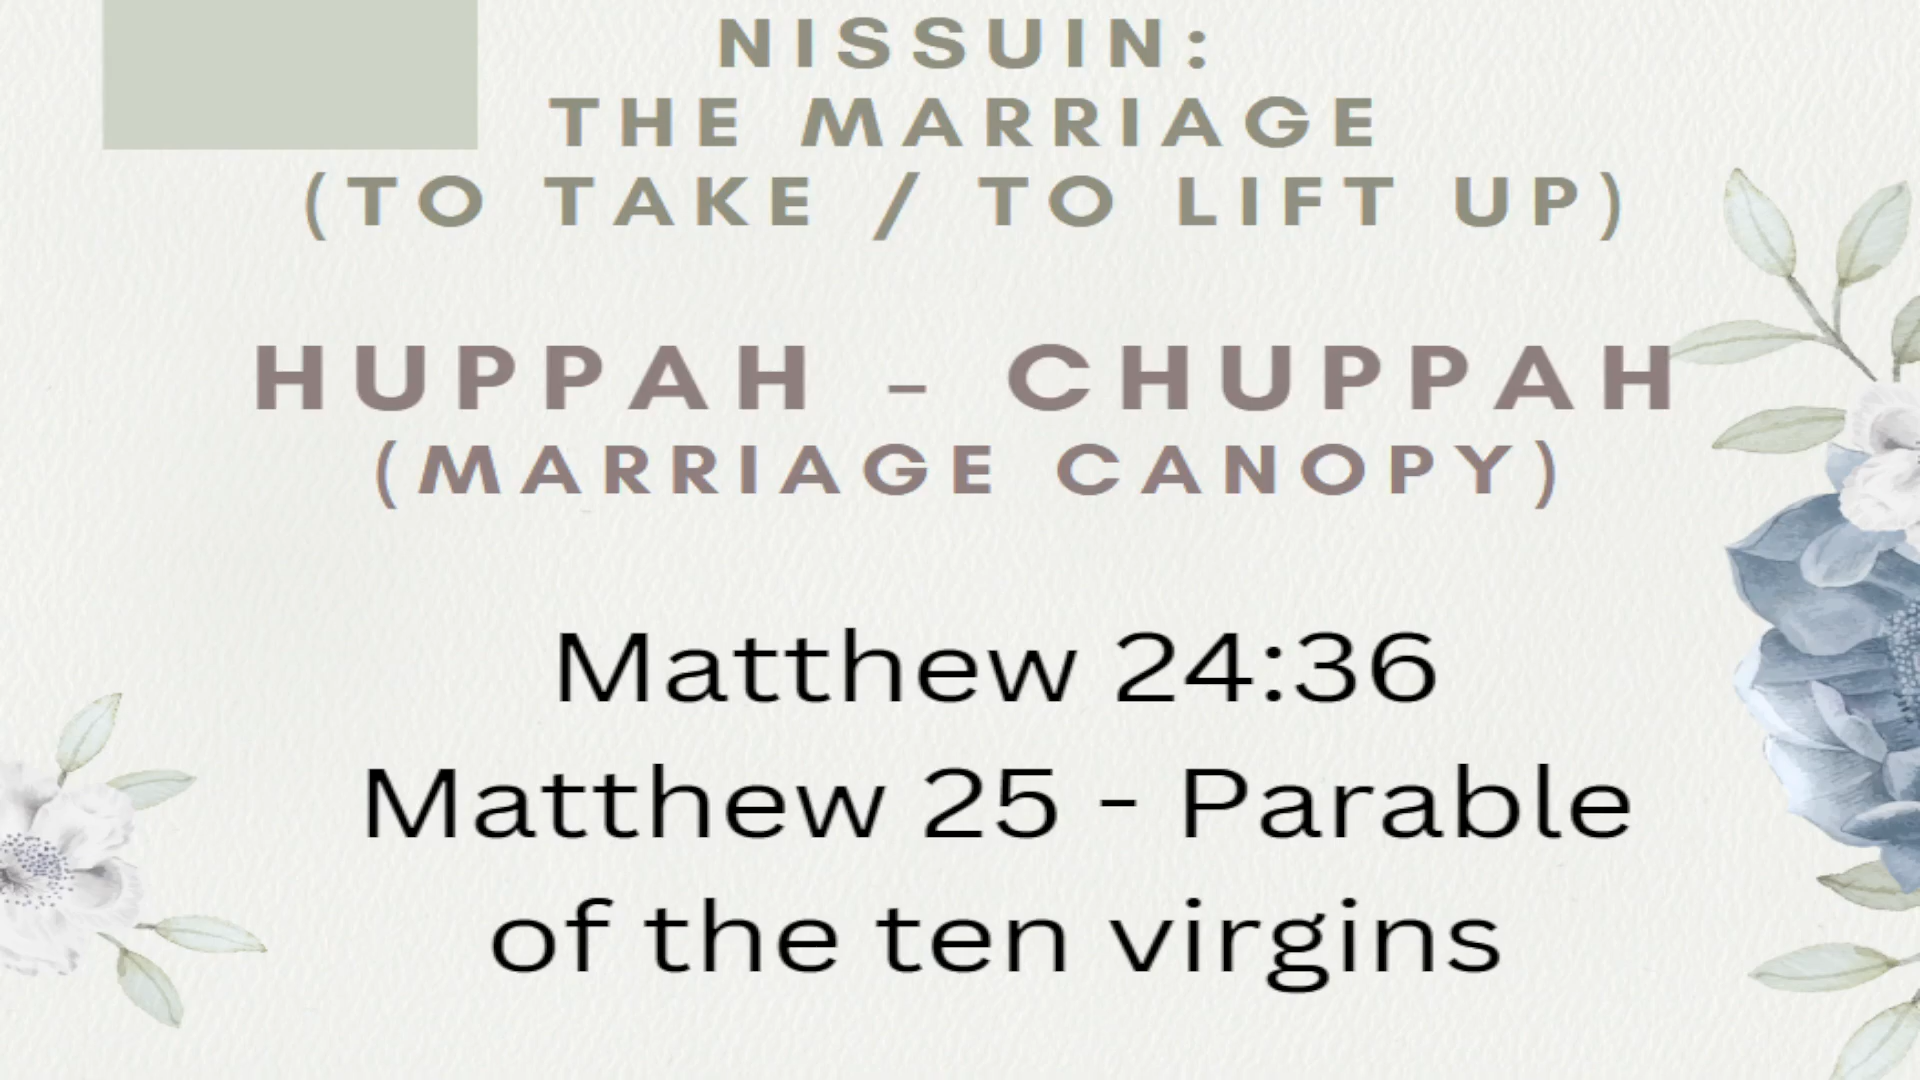 NISSUIN:
THE MARRIAGE
(TO TAKE / TO LIFT UP)
HUPPAH – CHUPPAH
(MARRIAGE CANOPY)
Matthew 24:36
Matthew 25 - Parable
of the ten virgins